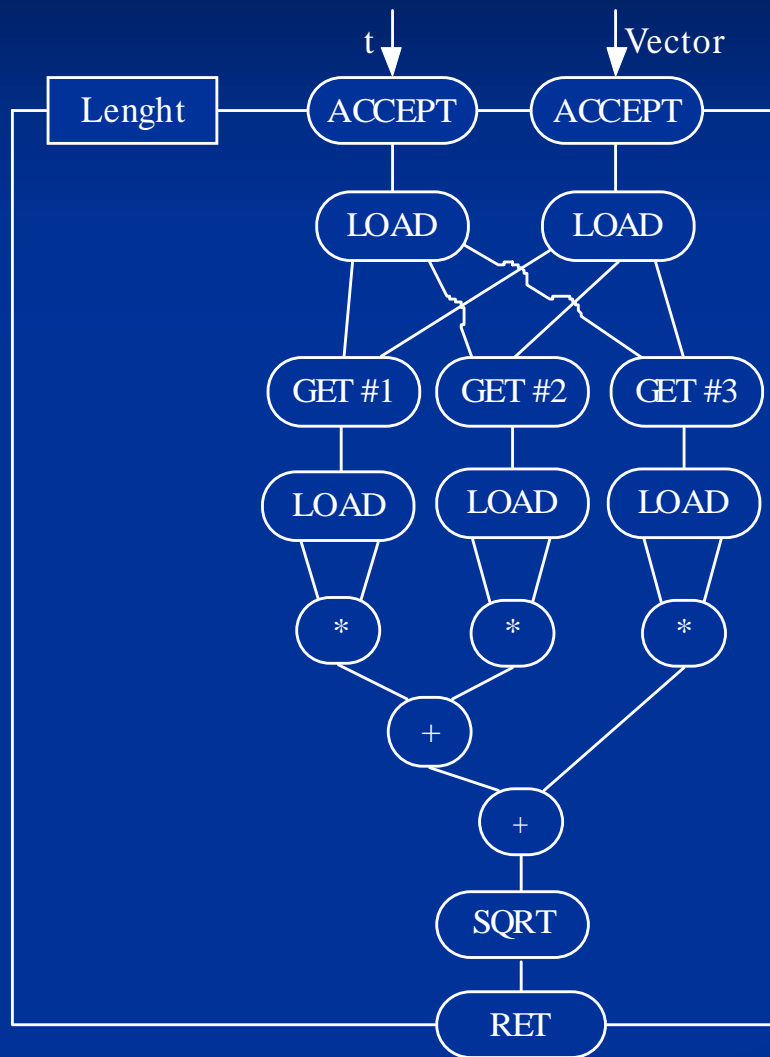 t
Vector
Lenght
ACCEPT
ACCEPT
LOAD
LOAD
GET #1
GET #2
GET #3
LOAD
LOAD
LOAD
*
*
*
+
+
SQRT
RET